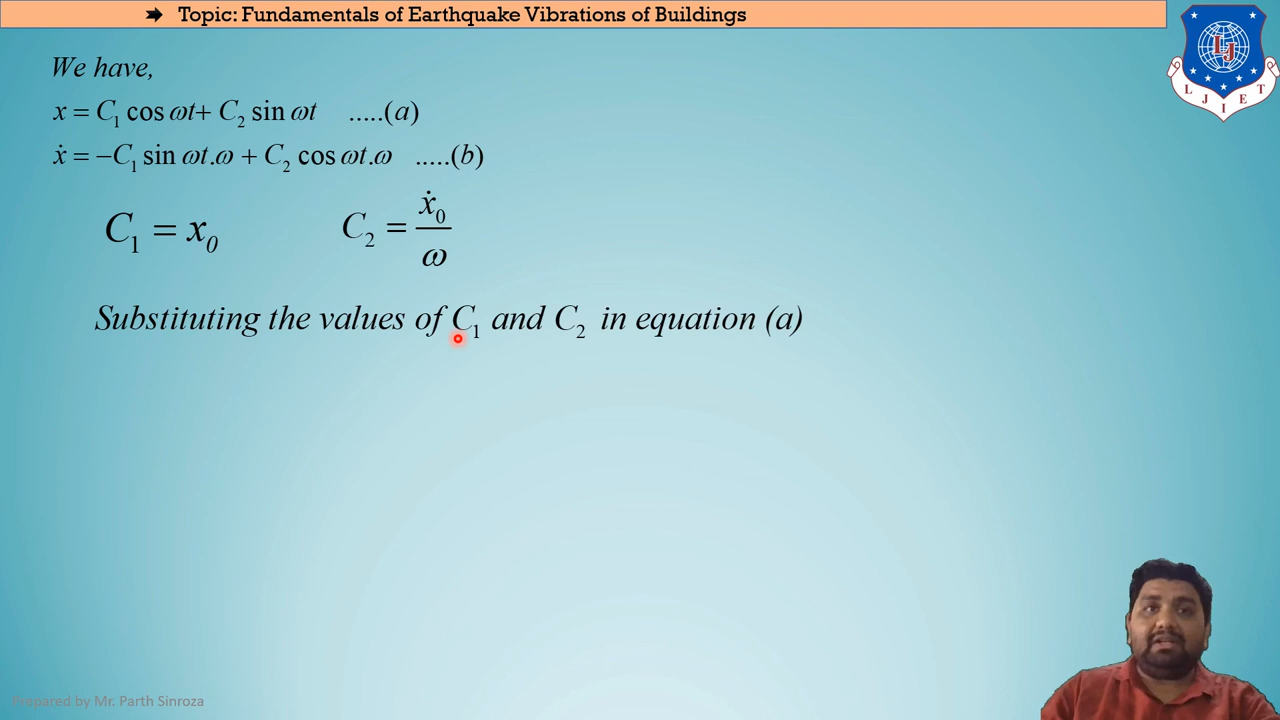 Topic: Fundamentals of Earthquake Vibrations of Buildings
L J I E T
LJ
We have,
x = C₁ cos ωt+ C₂ sin ωt .....(a)
ẋ = −C₁ sin ωt.ω + C₂ cos ωt.ω .....(b)
C₁ = x₀ C₂ = ẋ₀/ω
Substituting the values of C₁ and C₂ in equation (a)
Prepared by Mr. Parth Sinroza